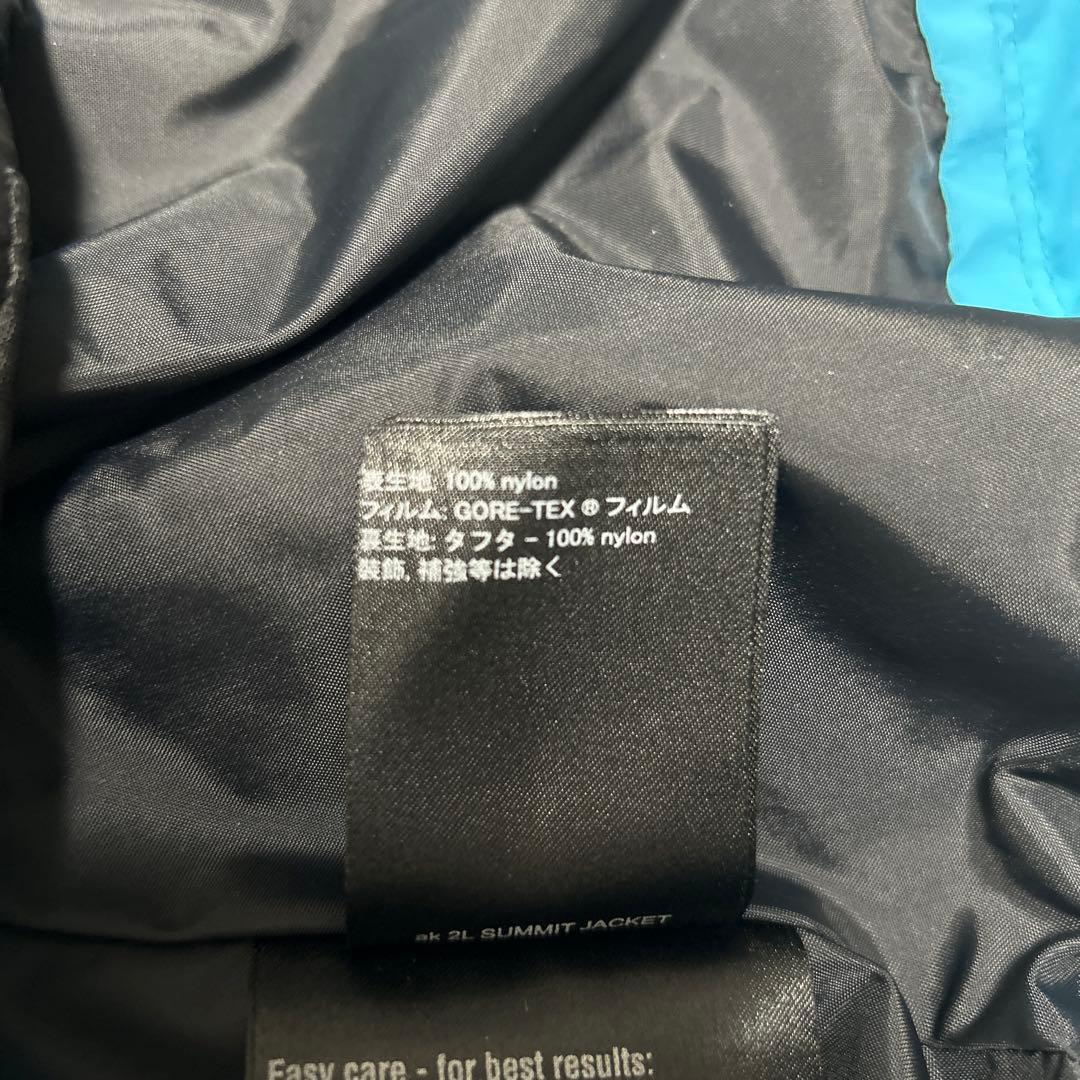 表生地: 100% nylon
フィルム: GORE-TEX ® フィルム
裏生地: タフタ - 100% nylon
装飾, 補強等は除く
ak 2L SUMMIT JACKET
Easy care - for best results: